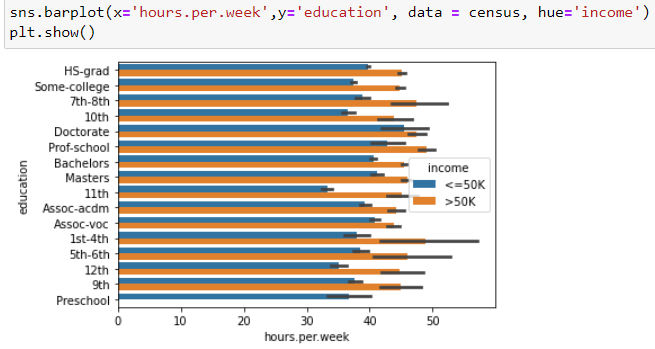 sns.barplot(x='hours.per.week',y='education', data = census, hue='income')
plt.show()
HS-grad
Some-college
7th-8th
10th
Doctorate
Prof-school
Bachelors
Masters
11th
Assoc-acdm
Assoc-voc
1st-4th
5th-6th
12th
9th
Preschool
education
income
<=50K
>50K
0 10 20 30 40 50
hours.per.week